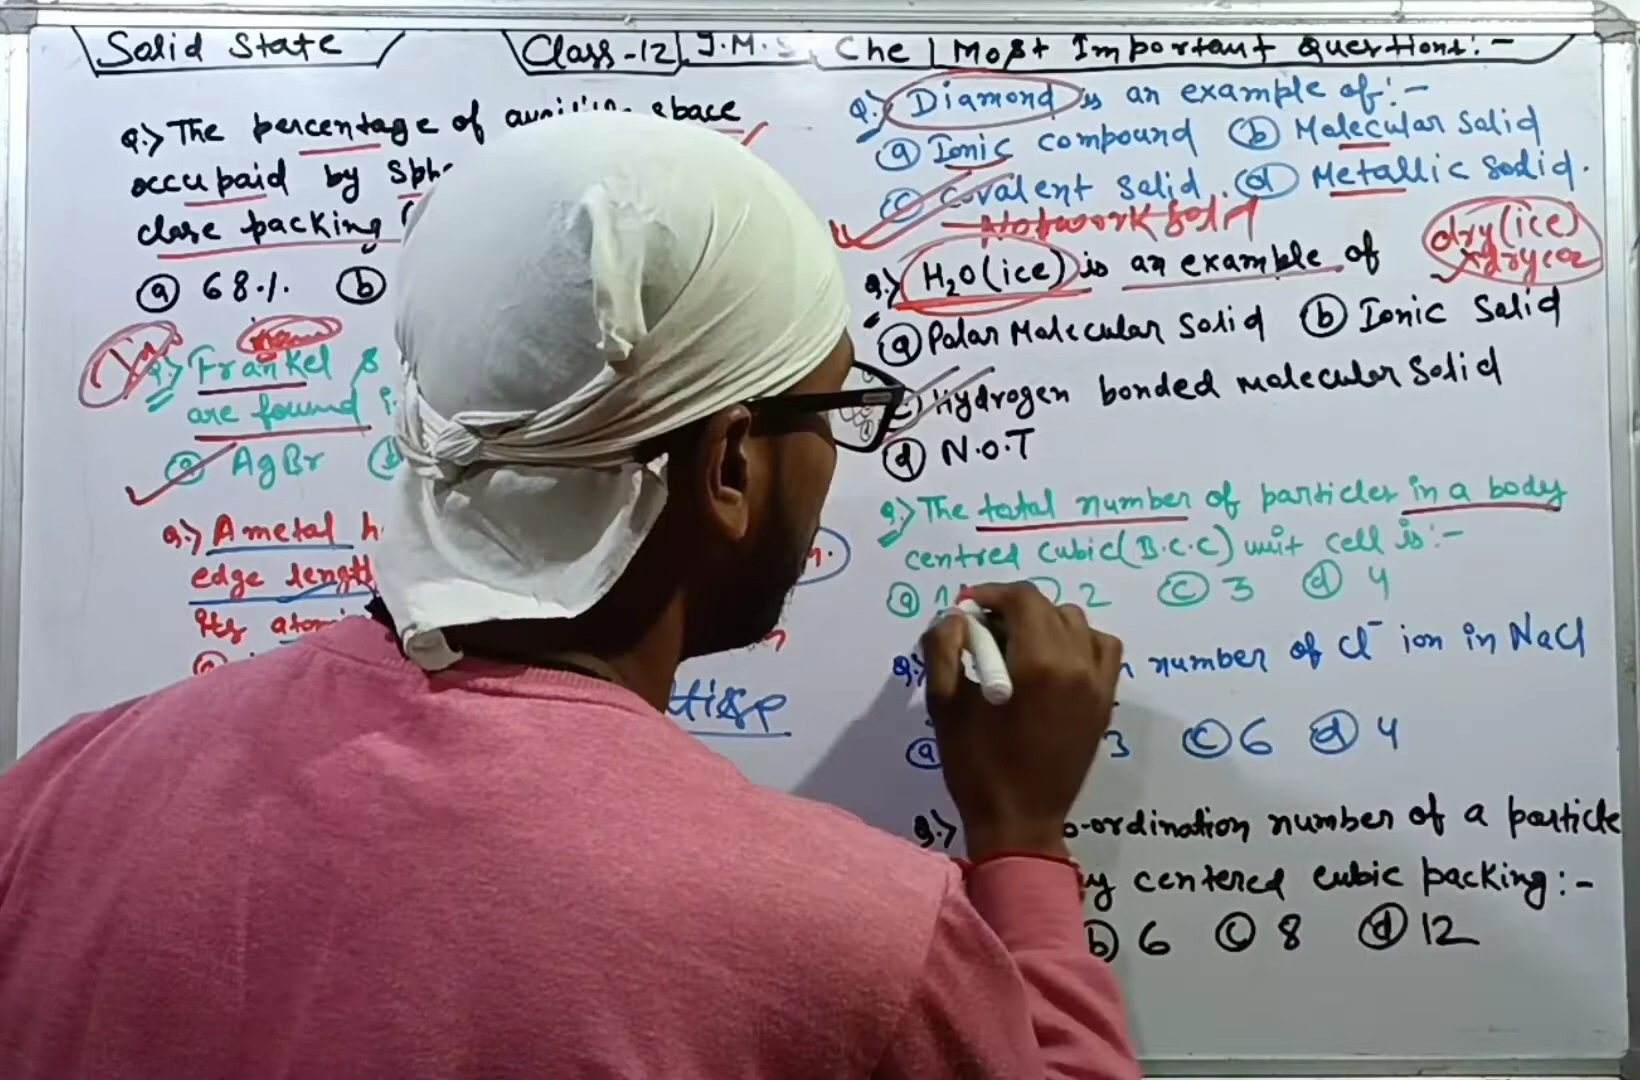 Solid State
Class-12 J.M.S. Che Most Important Questions:-
Q.> The percentage of space
occupaid by
close packing
(a) 68.1. (b)
Frankel &
are found
(a) AgBr
Q.> A metal
edge length
Its
Q.> Diamond is an example of:-
(a) Ionic compound (b) Molecular Solid
(c) Covalent Solid. (d) Metallic Solid.
Network Solid
dry(ice)
Q.> H₂O(ice) is an example of
(a) Polar Molecular Solid (b) Ionic Solid
Hydrogen bonded molecular Solid
(d) N.O.T
Q.> The total number of particles in a body
centred cubic(B.C.C) unit cell is:-
(a) 1 2 (c) 3 (d) 4
Q.> number of Cl⁻ ion in NaCl
(a) 3 (c) 6 (d) 4
Q.> o-ordination number of a particle
centered cubic packing:-
(b) 6 (c) 8 (d) 12